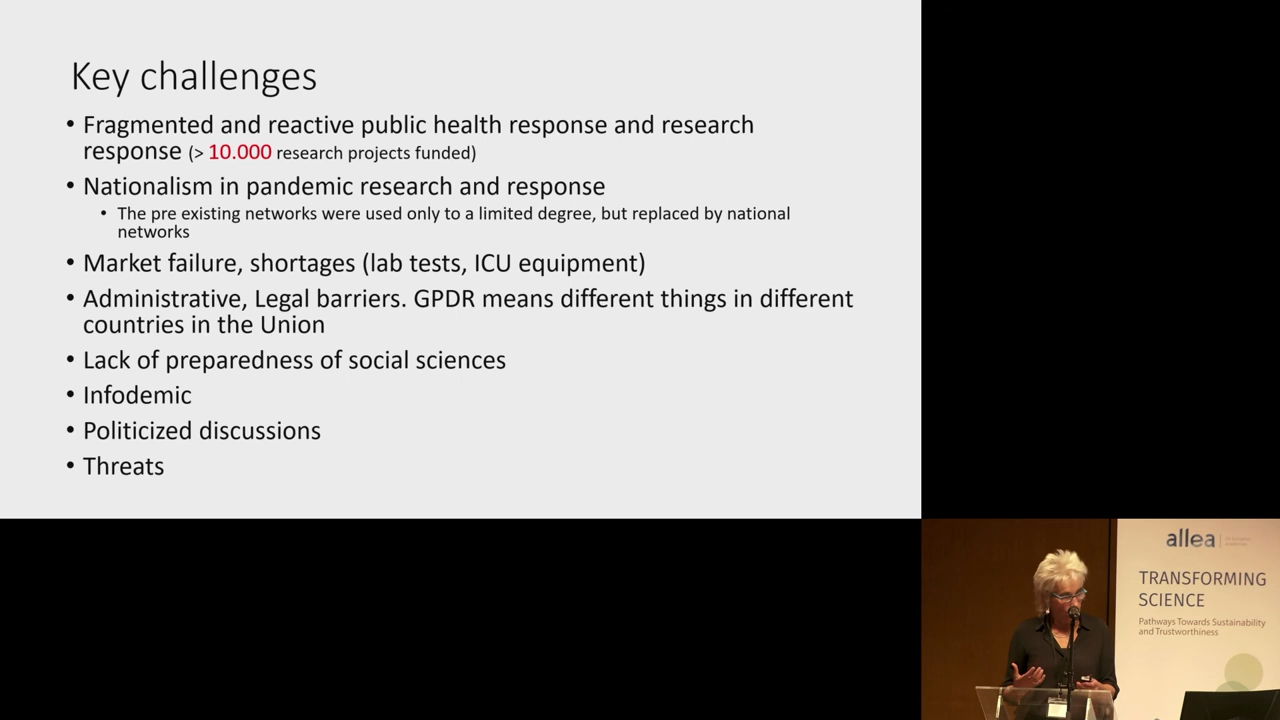 Key challenges
• Fragmented and reactive public health response and research
response (> 10.000 research projects funded)
• Nationalism in pandemic research and response
• The pre existing networks were used only to a limited degree, but replaced by national
networks
• Market failure, shortages (lab tests, ICU equipment)
• Administrative, Legal barriers. GPDR means different things in different
countries in the Union
• Lack of preparedness of social sciences
• Infodemic
• Politicized discussions
• Threats
allea
TRANSFORMING
SCIENCE
Pathways Towards Sustainability
and Trustworthiness